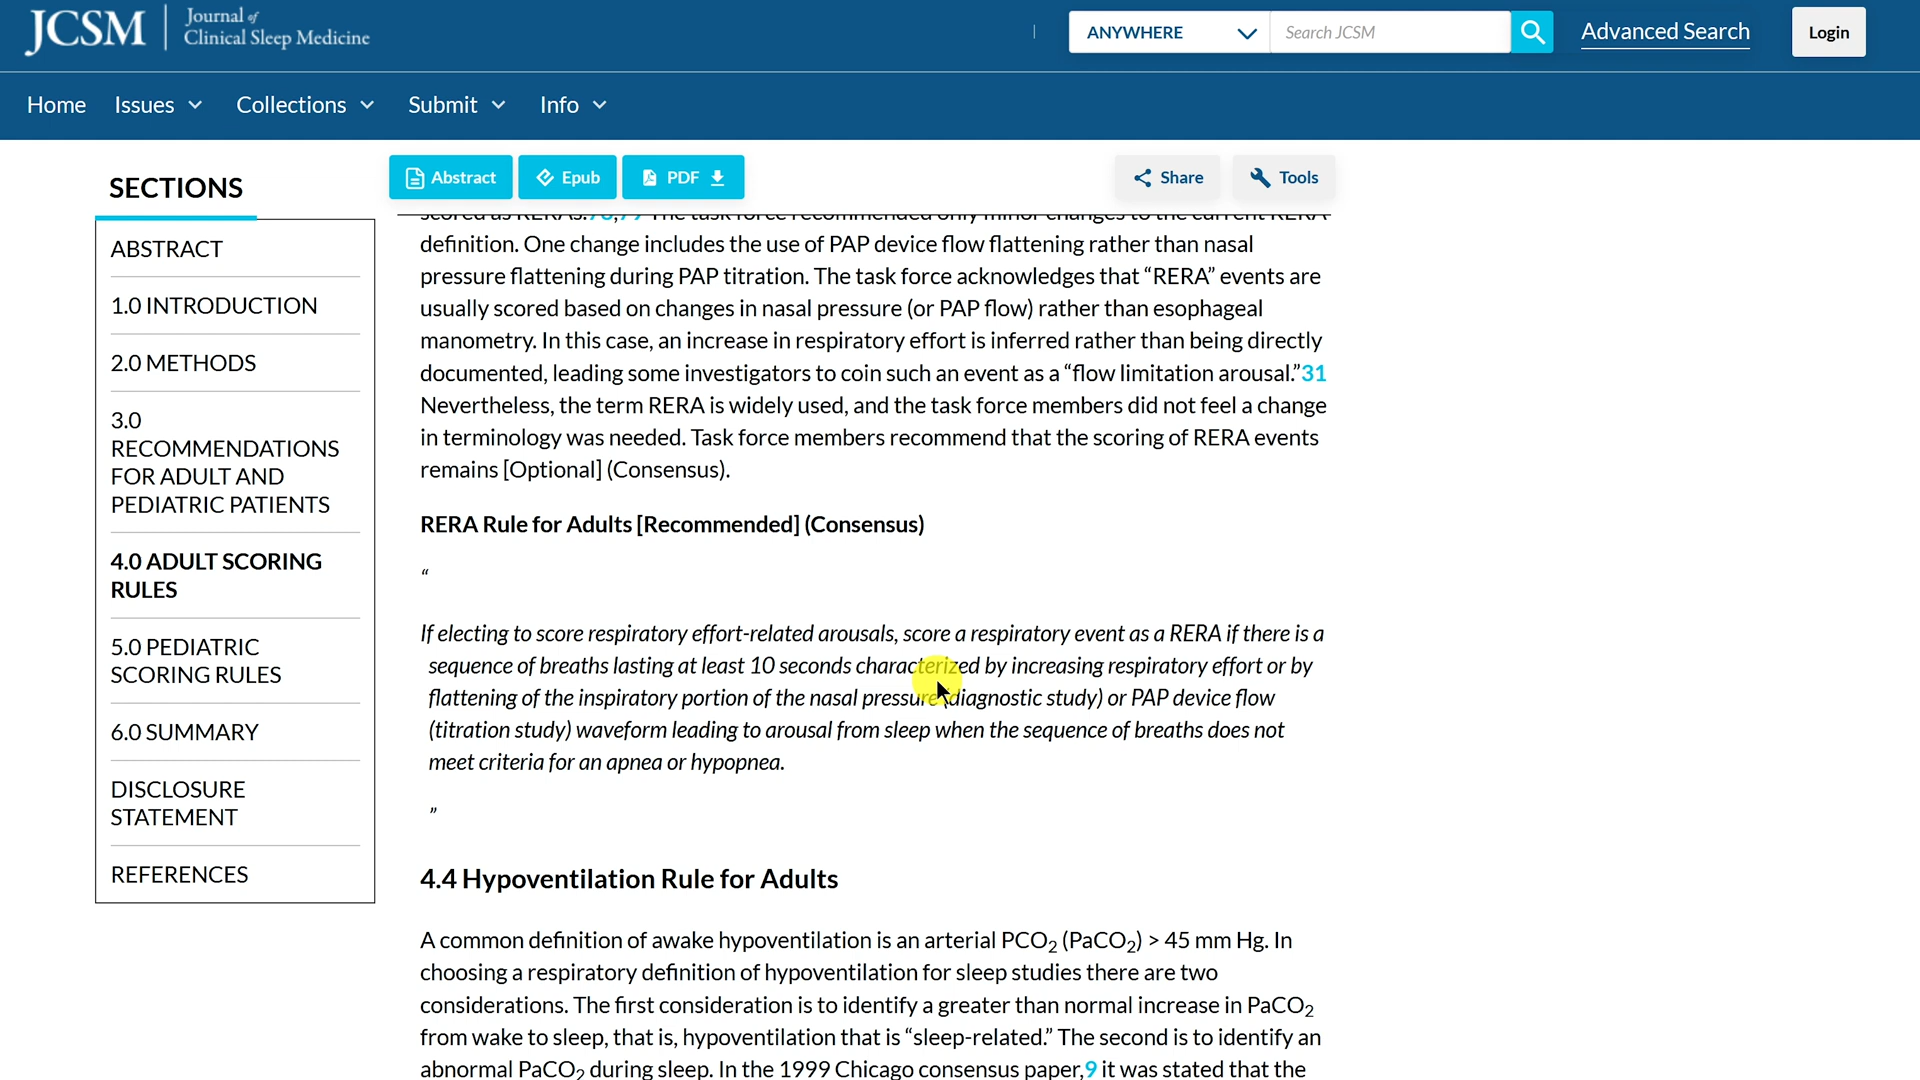 JCSM
Journal of
Clinical Sleep Medicine
ANYWHERE
Search JCSM
Advanced Search
Login
Home
Issues
Collections
Submit
Info
SECTIONS
ABSTRACT
1.0 INTRODUCTION
2.0 METHODS
3.0
RECOMMENDATIONS
FOR ADULT AND
PEDIATRIC PATIENTS
4.0 ADULT SCORING
RULES
5.0 PEDIATRIC
SCORING RULES
6.0 SUMMARY
DISCLOSURE
STATEMENT
REFERENCES
Abstract
Epub
PDF
Share
Tools
scored as RERAs.78,79 The task force recommended only minor changes to the current RERA
definition. One change includes the use of PAP device flow flattening rather than nasal
pressure flattening during PAP titration. The task force acknowledges that “RERA” events are
usually scored based on changes in nasal pressure (or PAP flow) rather than esophageal
manometry. In this case, an increase in respiratory effort is inferred rather than being directly
documented, leading some investigators to coin such an event as a “flow limitation arousal.”31
Nevertheless, the term RERA is widely used, and the task force members did not feel a change
in terminology was needed. Task force members recommend that the scoring of RERA events
remains [Optional] (Consensus).
RERA Rule for Adults [Recommended] (Consensus)
“
If electing to score respiratory effort-related arousals, score a respiratory event as a RERA if there is a
sequence of breaths lasting at least 10 seconds characterized by increasing respiratory effort or by
flattening of the inspiratory portion of the nasal pressure (diagnostic study) or PAP device flow
(titration study) waveform leading to arousal from sleep when the sequence of breaths does not
meet criteria for an apnea or hypopnea.
”
4.4 Hypoventilation Rule for Adults
A common definition of awake hypoventilation is an arterial PCO2 (PaCO2) > 45 mm Hg. In
choosing a respiratory definition of hypoventilation for sleep studies there are two
considerations. The first consideration is to identify a greater than normal increase in PaCO2
from wake to sleep, that is, hypoventilation that is “sleep-related.” The second is to identify an
abnormal PaCO2 during sleep. In the 1999 Chicago consensus paper,9 it was stated that the